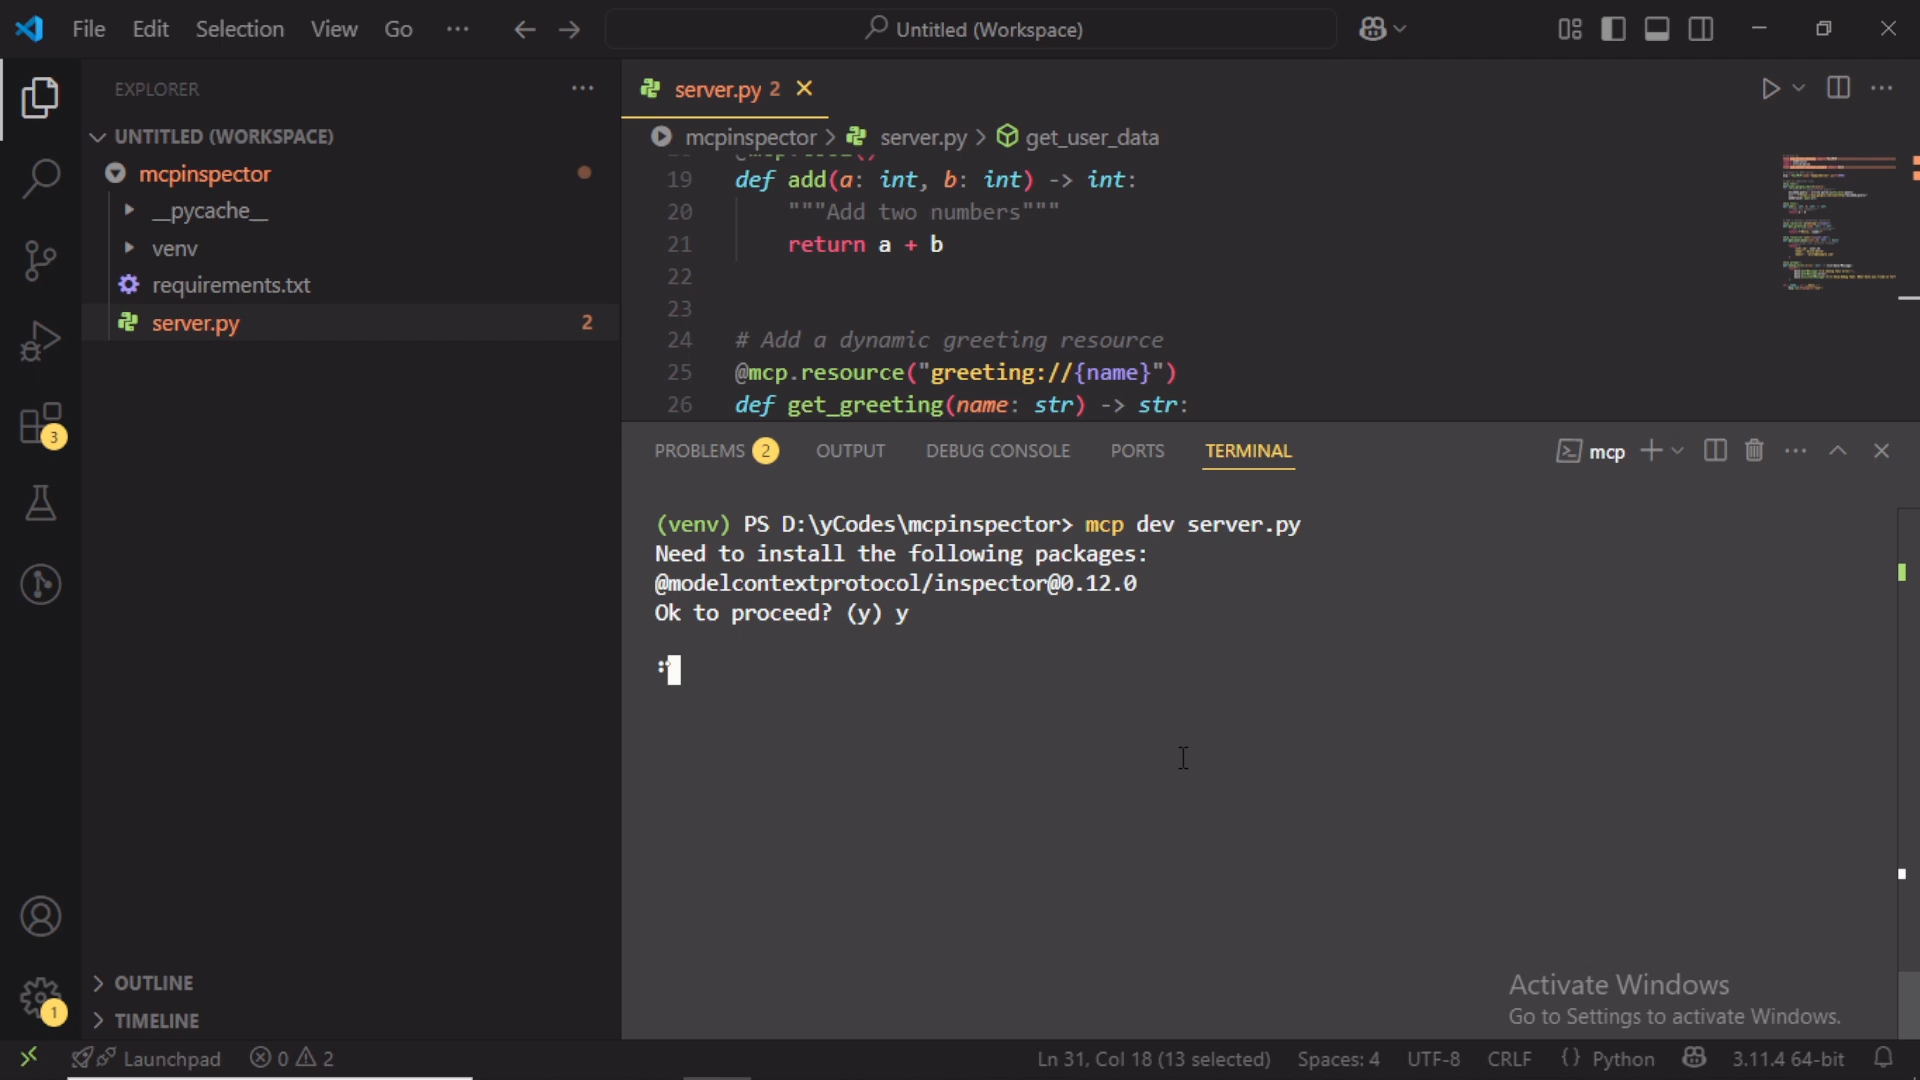 File Edit Selection View Go ··· Untitled (Workspace)
EXPLORER ···
UNTITLED (WORKSPACE)
mcpinspector
__pycache__
venv
requirements.txt
server.py 2
3
1
OUTLINE
TIMELINE
server.py 2
mcpinspector > server.py > get_user_data
19 def add(a: int, b: int) -> int:
20 """Add two numbers"""
21 return a + b
22
23
24 # Add a dynamic greeting resource
25 @mcp.resource("greeting://{name}")
26 def get_greeting(name: str) -> str:
PROBLEMS 2 OUTPUT DEBUG CONSOLE PORTS TERMINAL mcp
(venv) PS D:\yCodes\mcpinspector> mcp dev server.py
Need to install the following packages:
@modelcontextprotocol/inspector@0.12.0
Ok to proceed? (y) y
Activate Windows
Go to Settings to activate Windows.
Launchpad 0 2 Ln 31, Col 18 (13 selected) Spaces: 4 UTF-8 CRLF {} Python 3.11.4 64-bit